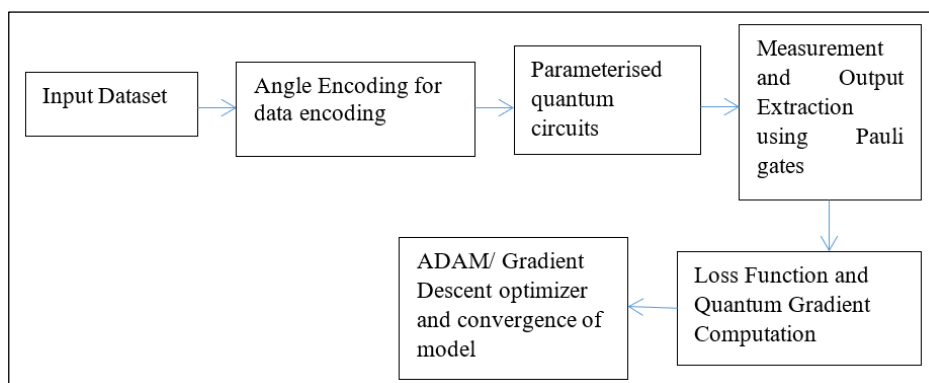 Input Dataset
Angle Encoding for
data encoding
Parameterised
quantum
circuits
Measurement
and Output
Extraction
using Pauli
gates
Loss Function and
Quantum Gradient
Computation
ADAM/ Gradient
Descent optimizer
and convergence of
model